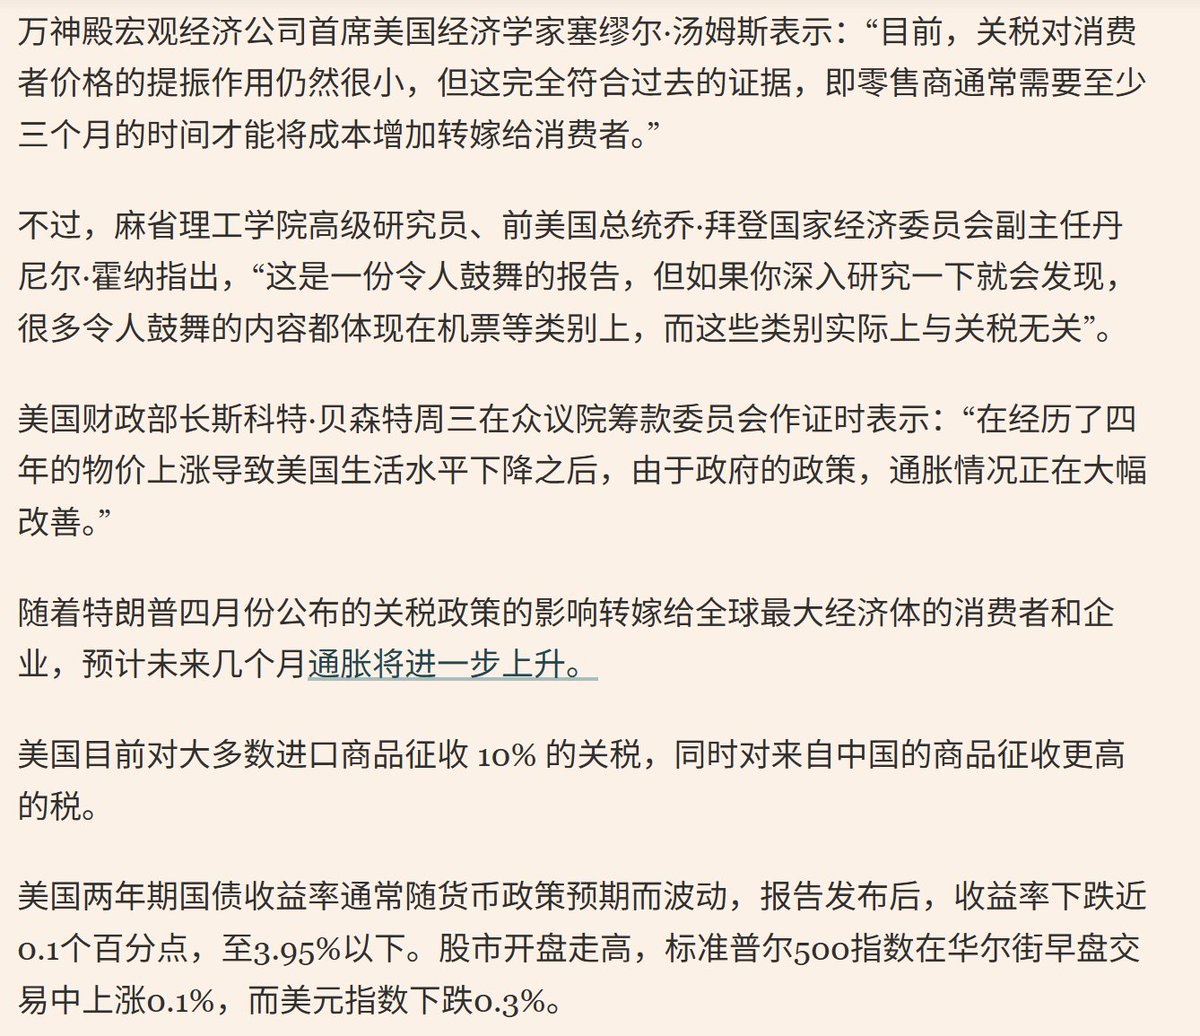 万神殿宏观经济公司首席美国经济学家塞缪尔·汤姆斯表示：“目前，关税对消费
者价格的提振作用仍然很小，但这完全符合过去的证据，即零售商通常需要至少
三个月的时间才能将成本增加转嫁给消费者。”
不过，麻省理工学院高级研究员、前美国总统乔·拜登国家经济委员会副主任丹
尼尔·霍纳指出，“这是一份令人鼓舞的报告，但如果你深入研究一下就会发现，
很多令人鼓舞的内容都体现在机票等类别上，而这些类别实际上与关税无关”。
美国财政部长斯科特·贝森特周三在众议院筹款委员会作证时表示：“在经历了四
年的物价上涨导致美国生活水平下降之后，由于政府的政策，通胀情况正在大幅
改善。”
随着特朗普四月份公布的关税政策的影响转嫁给全球最大经济体的消费者和企
业，预计未来几个月通胀将进一步上升。
美国目前对大多数进口商品征收 10% 的关税，同时对来自中国的商品征收更高
的税。
美国两年期国债收益率通常随货币政策预期而波动，报告发布后，收益率下跌近
0.1个百分点，至3.95%以下。股市开盘走高，标准普尔500指数在华尔街早盘交
易中上涨0.1%，而美元指数下跌0.3%。